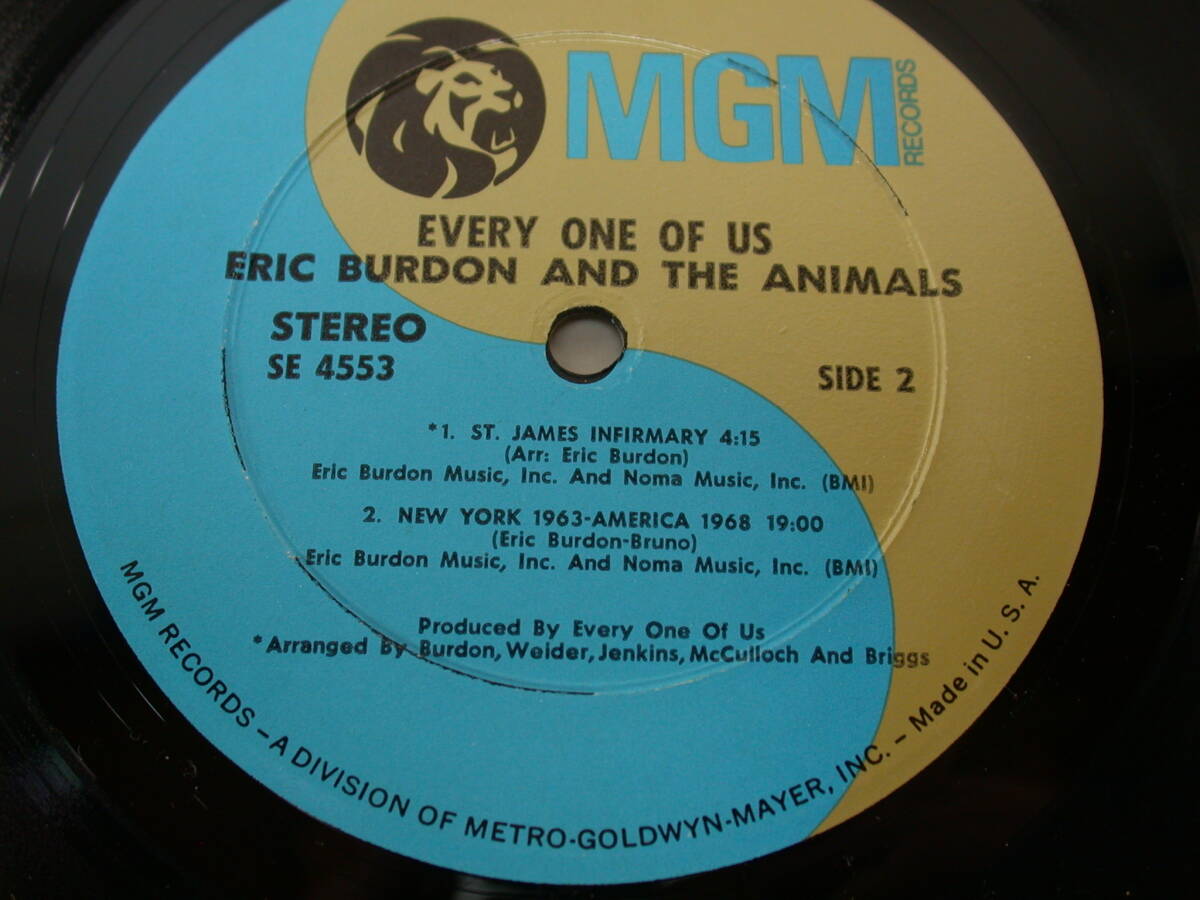 MGM RECORDS
EVERY ONE OF US
ERIC BURDON AND THE ANIMALS
STEREO
SE 4553
SIDE 2
*1. ST. JAMES INFIRMARY 4:15
(Arr: Eric Burdon)
Eric Burdon Music, Inc. And Noma Music, Inc. (BMI)
2. NEW YORK 1963-AMERICA 1968 19:00
(Eric Burdon-Bruno)
Eric Burdon Music, Inc. And Noma Music, Inc. (BMI)
Produced By Every One Of Us
*Arranged By Burdon, Weider, Jenkins, McCulloch And Briggs
MGM RECORDS – A DIVISION OF METRO-GOLDWYN-MAYER, INC. – Made in U. S. A.